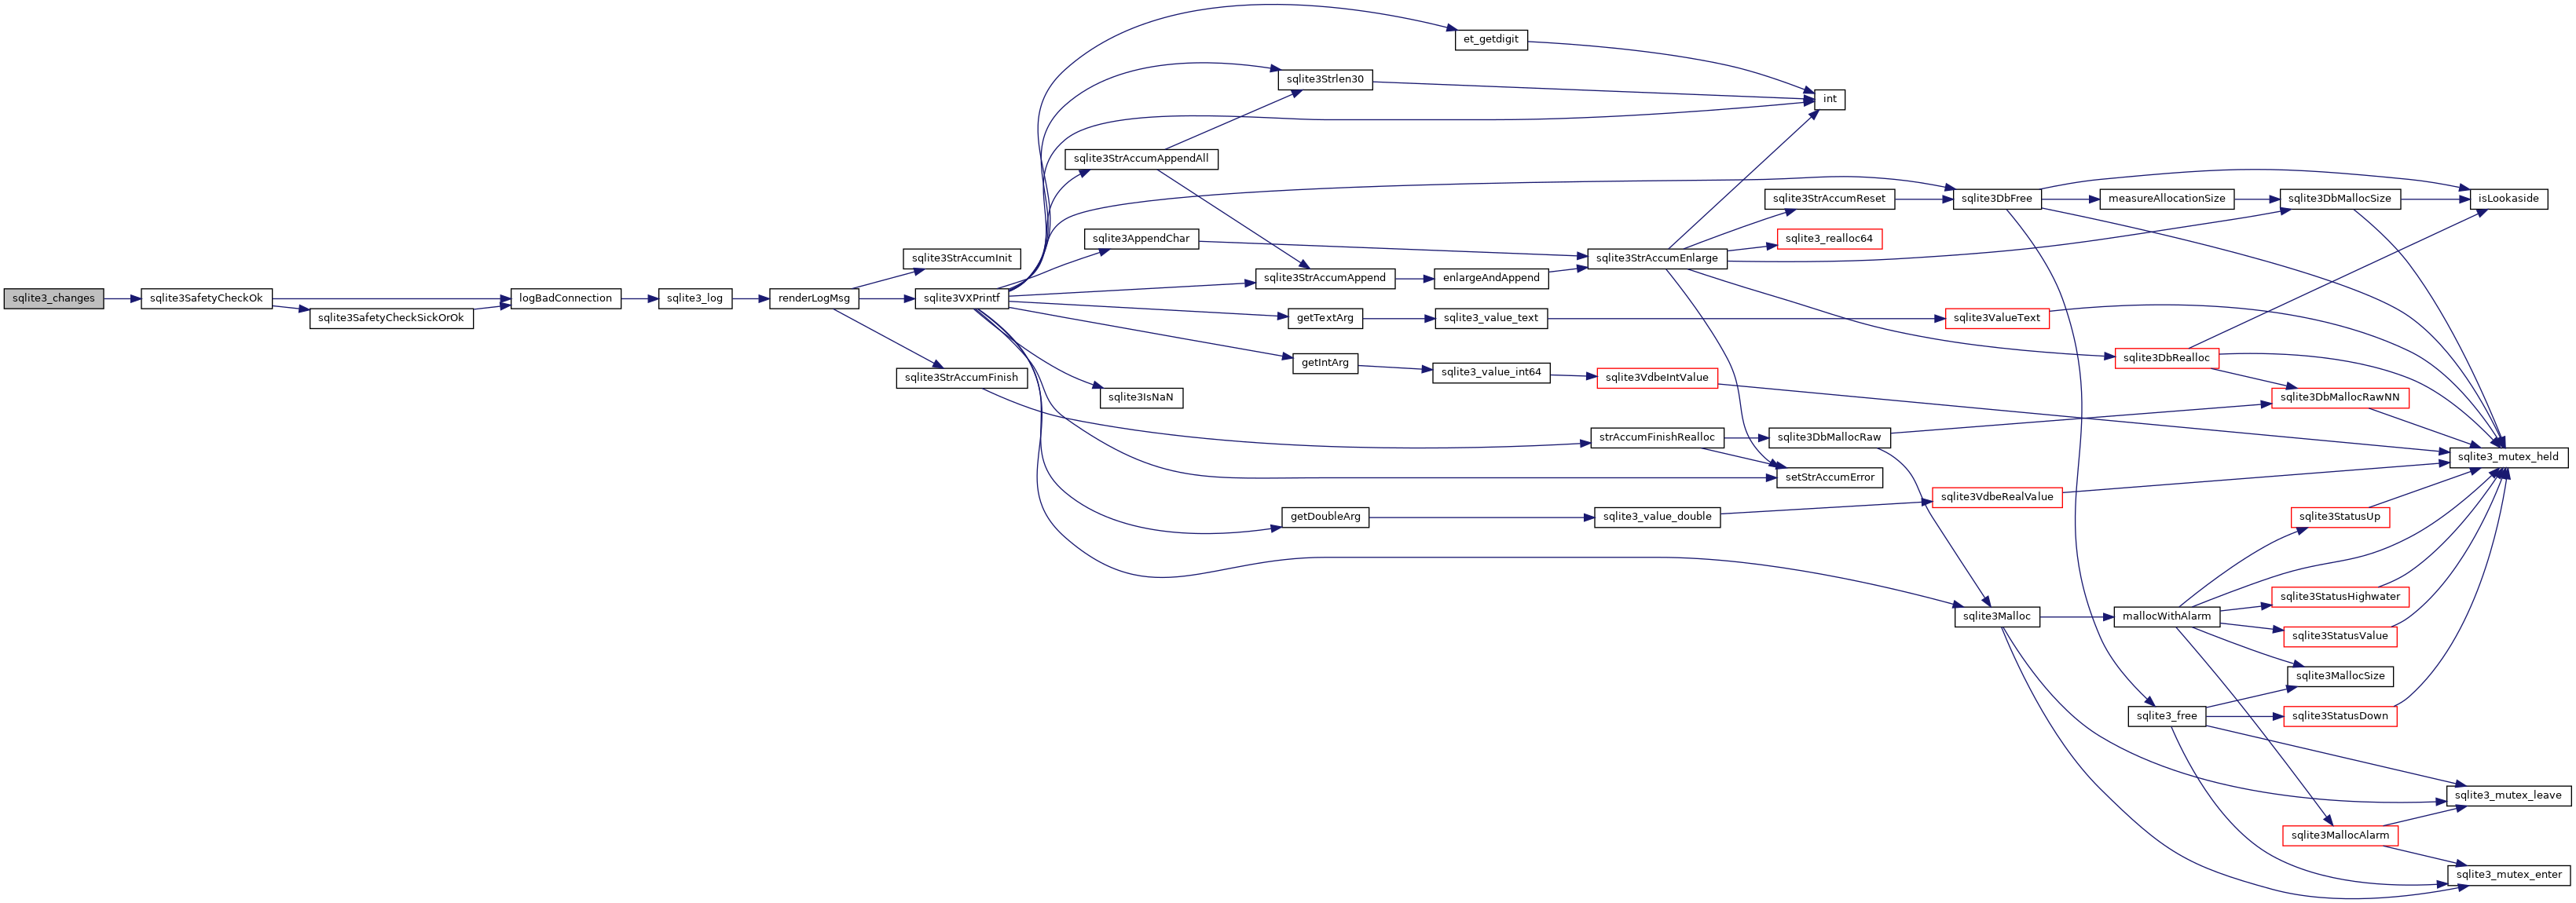 sqlite3_changes
sqlite3SafetyCheckOk
sqlite3SafetyCheckSickOrOk
logBadConnection
sqlite3_log
renderLogMsg
sqlite3StrAccumInit
sqlite3VXPrintf
sqlite3StrAccumFinish
et_getdigit
sqlite3Strlen30
int
sqlite3StrAccumAppendAll
sqlite3AppendChar
sqlite3StrAccumAppend
enlargeAndAppend
getTextArg
sqlite3_value_text
getIntArg
sqlite3_value_int64
sqlite3IsNaN
getDoubleArg
sqlite3_value_double
sqlite3StrAccumEnlarge
sqlite3StrAccumReset
sqlite3_realloc64
sqlite3VdbeIntValue
strAccumFinishRealloc
sqlite3DbMallocRaw
setStrAccumError
sqlite3DbFree
measureAllocationSize
sqlite3DbMallocSize
isLookaside
sqlite3ValueText
sqlite3DbRealloc
sqlite3DbMallocRawNN
sqlite3_mutex_held
sqlite3VdbeRealValue
sqlite3StatusUp
sqlite3Malloc
mallocWithAlarm
sqlite3StatusHighwater
sqlite3StatusValue
sqlite3MallocSize
sqlite3_free
sqlite3StatusDown
sqlite3_mutex_leave
sqlite3MallocAlarm
sqlite3_mutex_enter